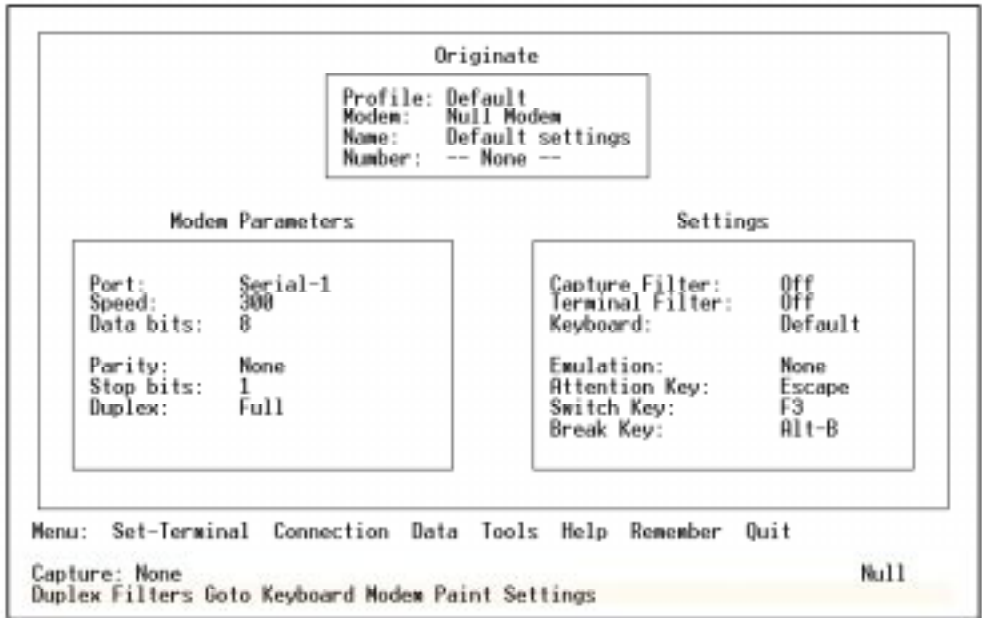 Originate
Profile: Default
Modem: Null Modem
Name: Default settings
Number: -- None --
Modem Parameters
Port: Serial-1
Speed: 300
Data bits: 8
Parity: None
Stop bits: 1
Duplex: Full
Settings
Capture Filter: Off
Terminal Filter: Off
Keyboard: Default
Emulation: None
Attention Key: Escape
Switch Key: F3
Break Key: Alt-B
Menu: Set-Terminal Connection Data Tools Help Remember Quit
Capture: None Null
Duplex Filters Goto Keyboard Modem Paint Settings